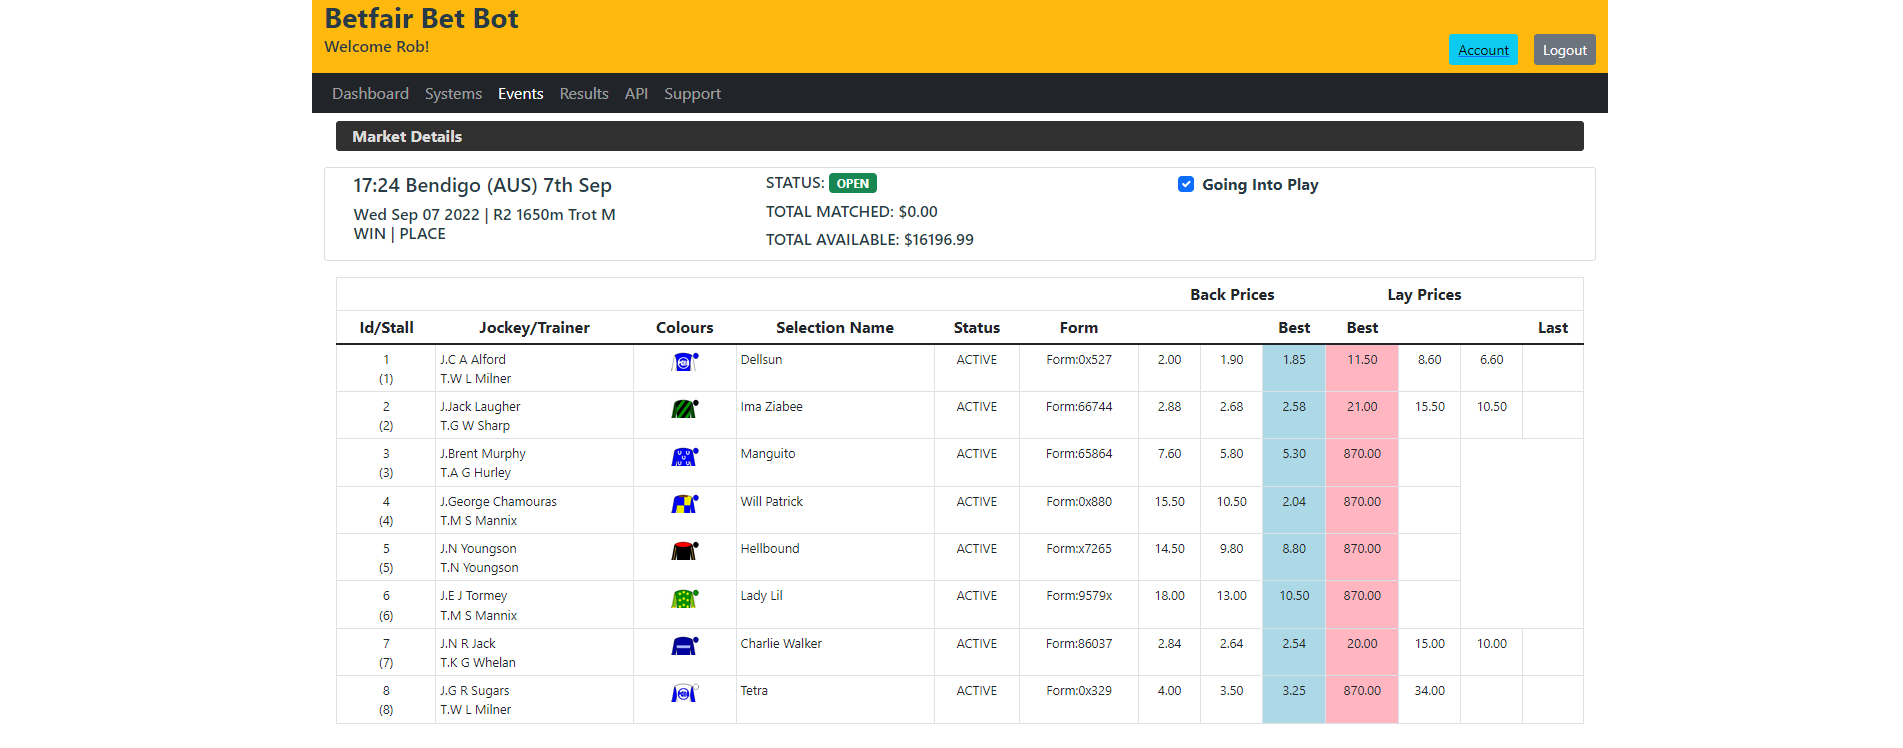 Betfair Bet Bot
Welcome Rob!
Account Logout
Dashboard Systems Events Results API Support
Market Details
17:24 Bendigo (AUS) 7th Sep
Wed Sep 07 2022 | R2 1650m Trot M
WIN | PLACE
STATUS: OPEN
TOTAL MATCHED: $0.00
TOTAL AVAILABLE: $16196.99
Going Into Play
Back Prices Lay Prices
Id/Stall Jockey/Trainer Colours Selection Name Status Form Best Best Last
1 J.C A Alford Dellsun ACTIVE Form:0x527 2.00 1.90 1.85 11.50 8.60 6.60
(1) T.W L Milner
2 J.Jack Laugher Ima Ziabee ACTIVE Form:66744 2.88 2.68 2.58 21.00 15.50 10.50
(2) T.G W Sharp
3 J.Brent Murphy Manguito ACTIVE Form:65864 7.60 5.80 5.30 870.00
(3) T.A G Hurley
4 J.George Chamouras Will Patrick ACTIVE Form:0x880 15.50 10.50 2.04 870.00
(4) T.M S Mannix
5 J.N Youngson Hellbound ACTIVE Form:x7265 14.50 9.80 8.80 870.00
(5) T.N Youngson
6 J.E J Tormey Lady Lil ACTIVE Form:9579x 18.00 13.00 10.50 870.00
(6) T.M S Mannix
7 J.N R Jack Charlie Walker ACTIVE Form:86037 2.84 2.64 2.54 20.00 15.00 10.00
(7) T.K G Whelan
8 J.G R Sugars Tetra ACTIVE Form:0x329 4.00 3.50 3.25 870.00 34.00
(8) T.W L Milner